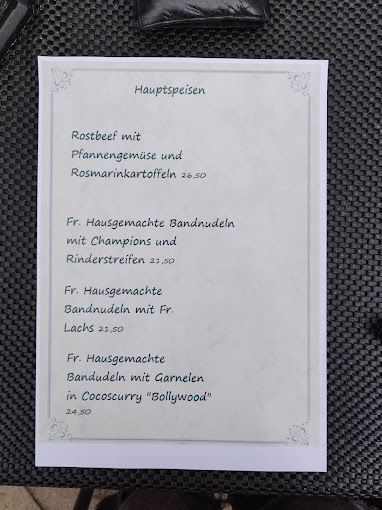 Hauptspeisen
Rostbeef mit
Pfannengemüse und
Rosmarinkartoffeln 26,50
Fr. Hausgemachte Bandnudeln
mit Champions und
Rinderstreifen 21,50
Fr. Hausgemachte
Bandnudeln mit Fr.
Lachs 21,50
Fr. Hausgemachte
Bandudeln mit Garnelen
in Cocoscurry "Bollywood"
24,50